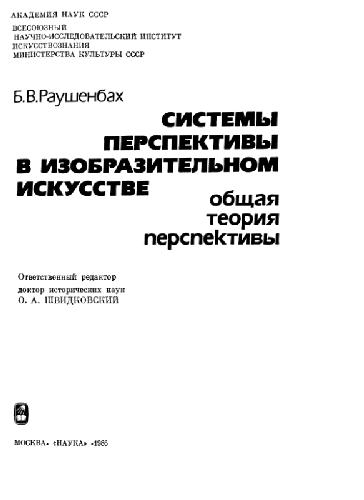 АКАДЕМИЯ НАУК СССР
ВСЕСОЮЗНЫЙ
НАУЧНО-ИССЛЕДОВАТЕЛЬСКИЙ ИНСТИТУТ
ИСКУССТВОЗНАНИЯ
МИНИСТЕРСТВА КУЛЬТУРЫ СССР
Б.В.Раушенбах
СИСТЕМЫ
ПЕРСПЕКТИВЫ
В ИЗОБРАЗИТЕЛЬНОМ
ИСКУССТВЕ
общая
теория
перспективы
Ответственный редактор
доктор исторических наук
О. А. ШВИДКОВСКИЙ
МОСКВА· «НАУКА» ·1986